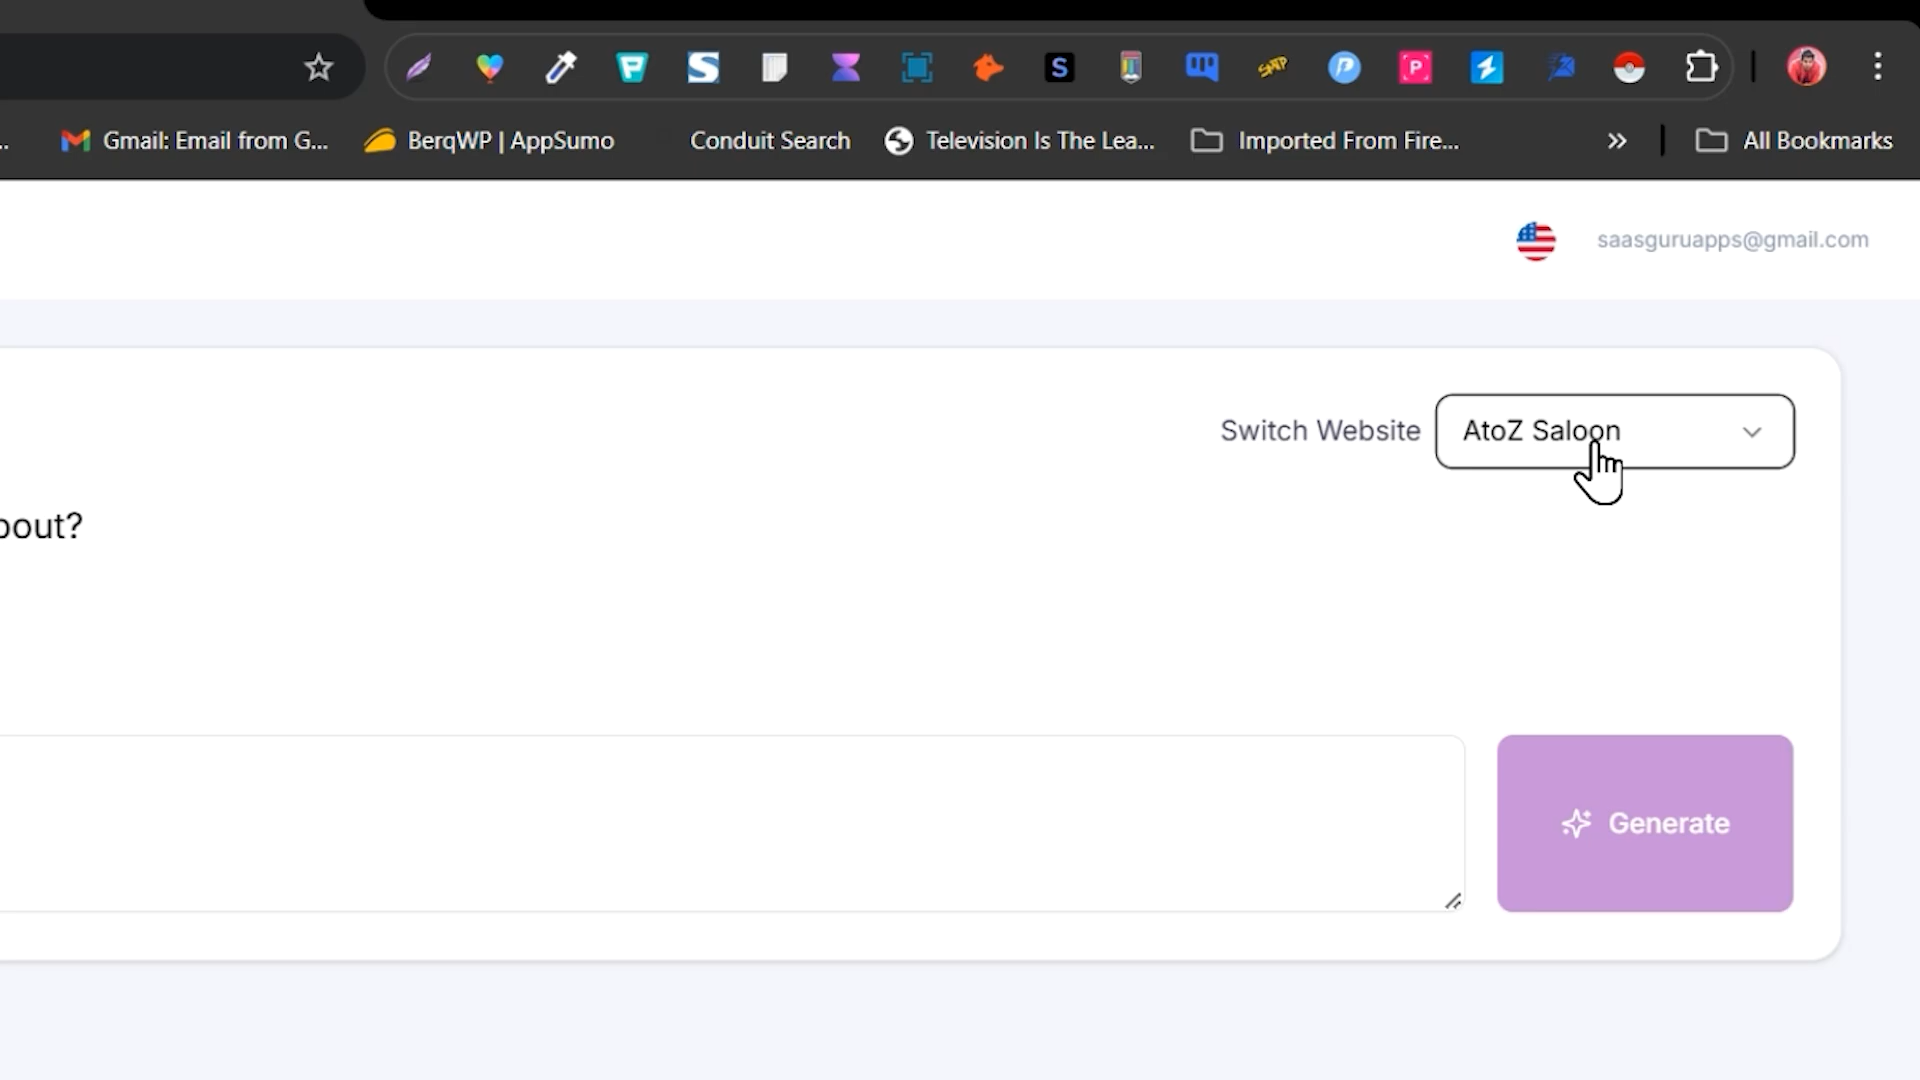 Gmail: Email from G...
BerqWP | AppSumo
Conduit Search
Television Is The Lea...
Imported From Fire...
All Bookmarks
saasguruapps@gmail.com
Switch Website
AtoZ Saloon
bout?
Generate